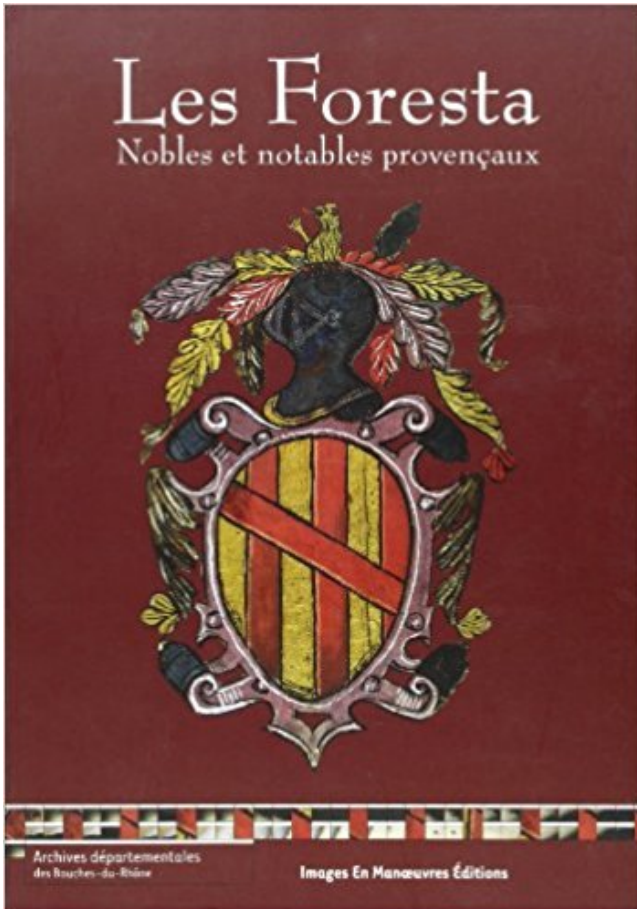 Les Foresta
Nobles et notables provençaux
Archives départementales
des Bouches-du-Rhône
Images En Manœuvres Éditions